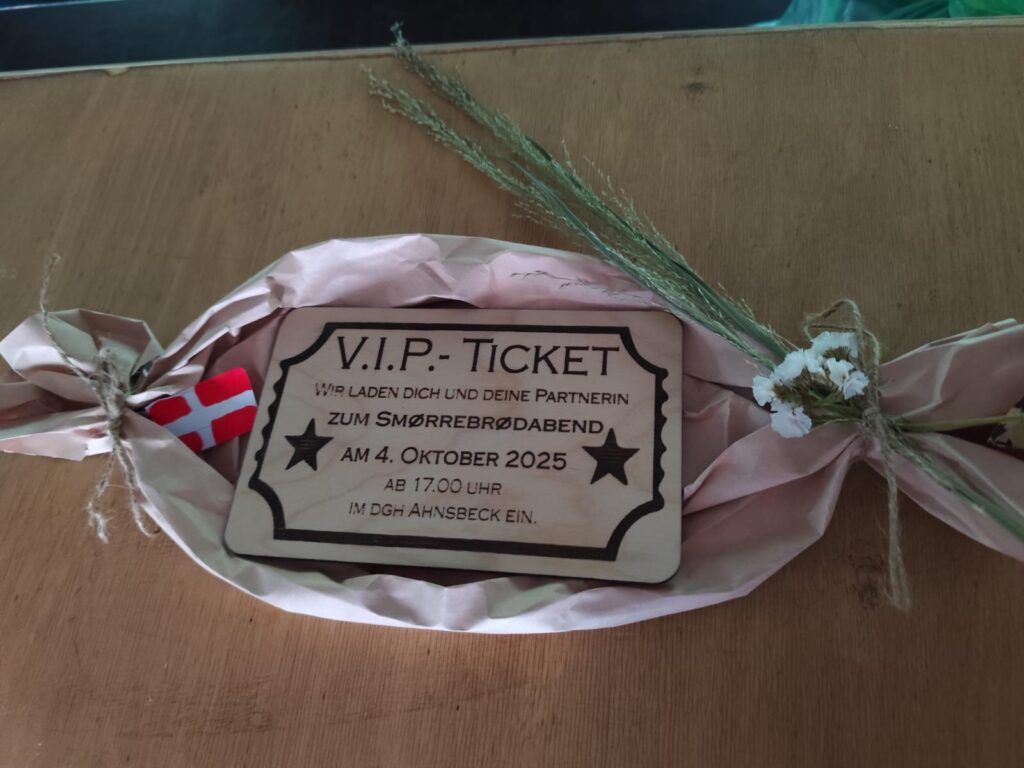 V.I.P.- TICKET
WIR LADEN DICH UND DEINE PARTNERIN
ZUM SMØRREBRØDABEND
AM 4. OKTOBER 2025
AB 17.00 UHR
IM DGH AHNSBECK EIN.